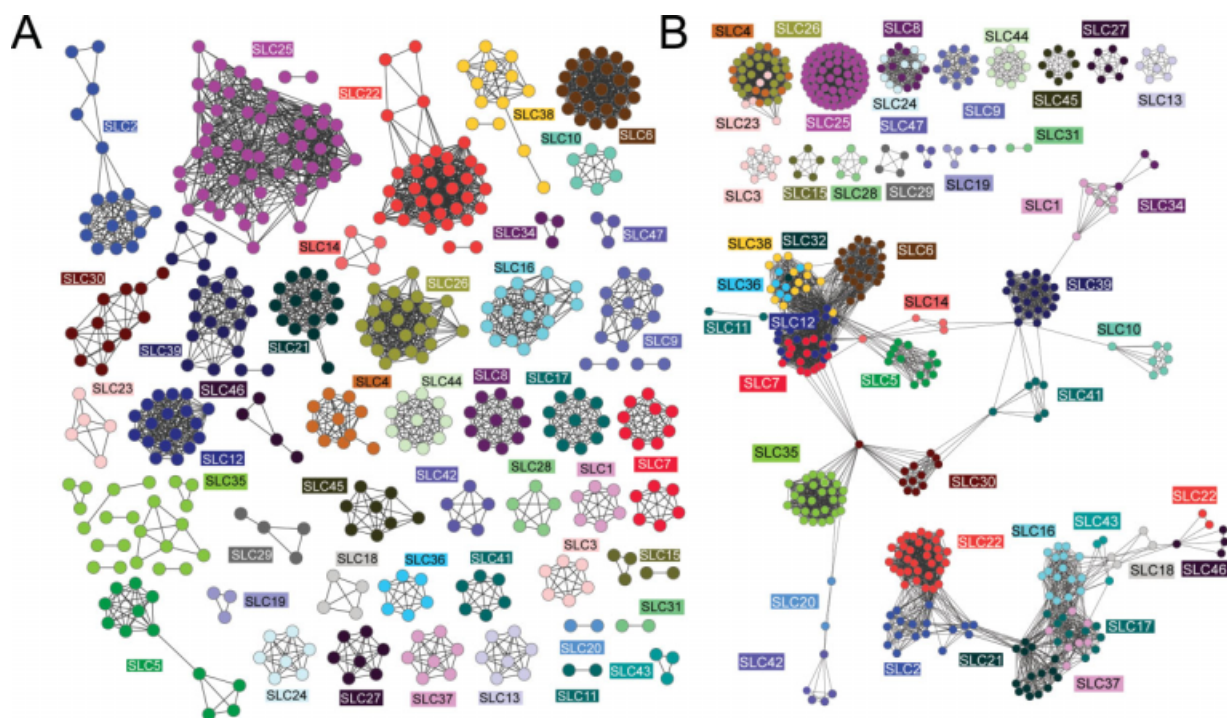 A
SLC25
SLC2
SLC22
SLC38
SLC10
SLC6
SLC34
SLC47
SLC14
SLC30
SLC26
SLC16
SLC39
SLC21
SLC9
SLC23
SLC46
SLC4
SLC44
SLC8
SLC17
SLC12
SLC35
SLC45
SLC42
SLC28
SLC1
SLC7
SLC29
SLC18
SLC36
SLC41
SLC3
SLC15
SLC19
SLC31
SLC20
SLC5
SLC24
SLC27
SLC37
SLC13
SLC11
SLC43
B
SLC4
SLC26
SLC8
SLC44
SLC27
SLC24
SLC9
SLC45
SLC13
SLC23
SLC25
SLC47
SLC31
SLC3
SLC15
SLC28
SLC29
SLC19
SLC1
SLC34
SLC38
SLC32
SLC6
SLC36
SLC39
SLC14
SLC11
SLC12
SLC10
SLC7
SLC5
SLC41
SLC35
SLC30
SLC22
SLC16
SLC43
SLC22
SLC18
SLC46
SLC20
SLC17
SLC42
SLC2
SLC21
SLC37